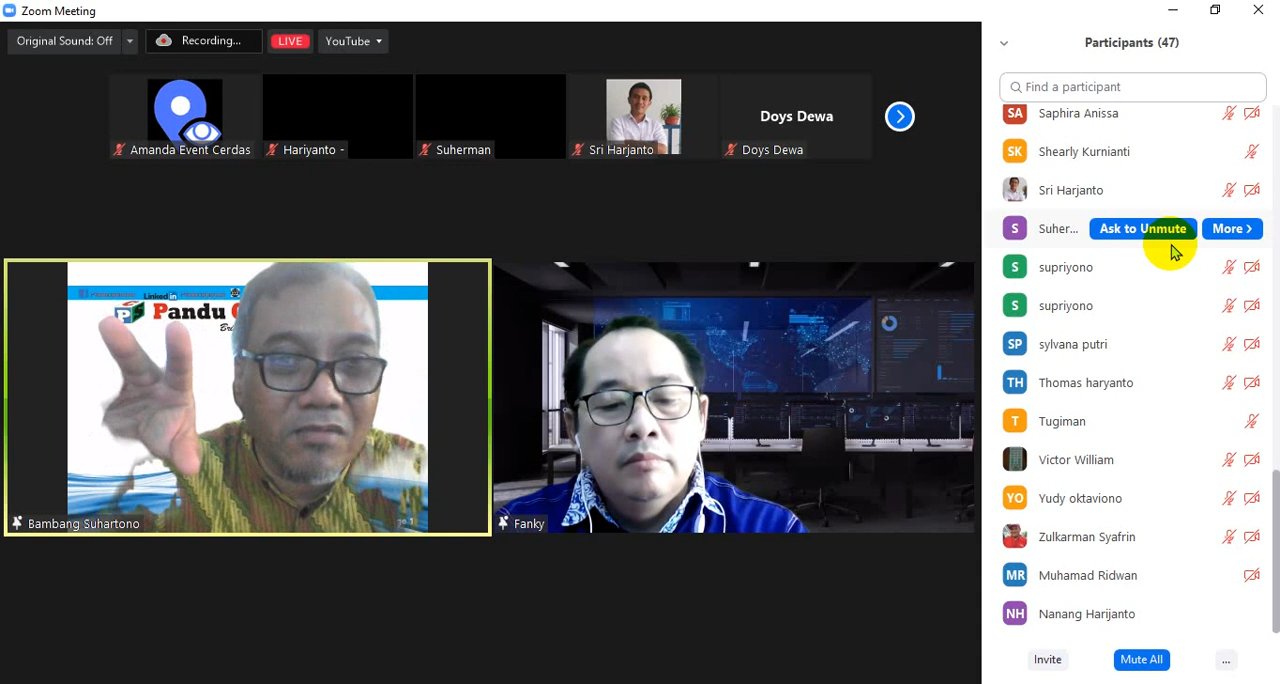 Zoom Meeting
Original Sound: Off
Recording...
LIVE
YouTube
Amanda Event Cerdas
Hariyanto -
Suherman
Sri Harjanto
Doys Dewa
Doys Dewa
Linked in
Pandu
Bambang Suhartono
Fanky
Participants (47)
Find a participant
SA Saphira Anissa
SK Shearly Kurnianti
Sri Harjanto
S Suher... Ask to Unmute More >
S supriyono
S supriyono
SP sylvana putri
TH Thomas haryanto
T Tugiman
Victor William
YO Yudy oktaviono
Zulkarman Syafrin
MR Muhamad Ridwan
NH Nanang Harijanto
Invite Mute All ...